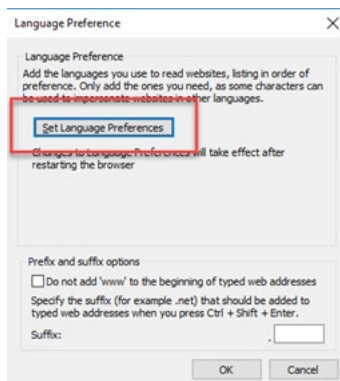 Language Preference
Language Preference
Add the languages you use to read websites, listing in order of
preference. Only add the ones you need, as some characters can
be used to impersonate websites in other languages.
Set Language Preferences
Changes to Language Preferences will take effect after
restarting the browser
Prefix and suffix options
Do not add 'www' to the beginning of typed web addresses
Specify the suffix (for example .net) that should be added to
typed web addresses when you press Ctrl + Shift + Enter.
Suffix: .
OK Cancel